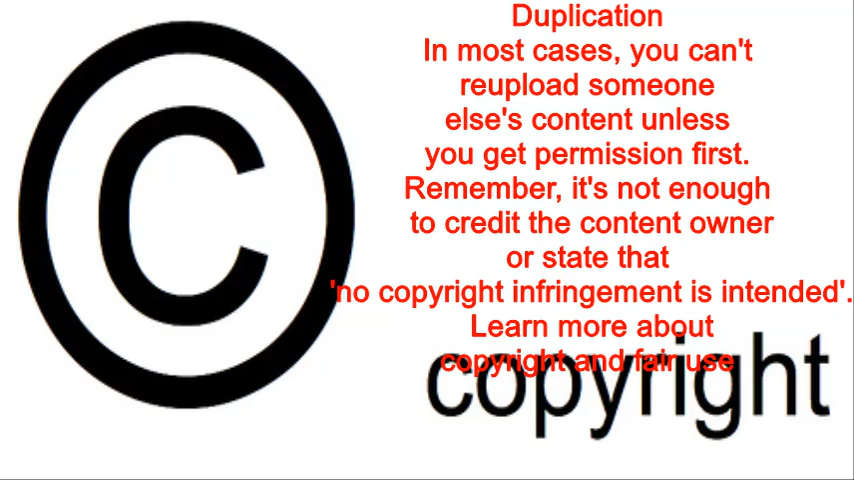 Duplication
In most cases, you can't
reupload someone
else's content unless
you get permission first.
Remember, it's not enough
to credit the content owner
or state that
'no copyright infringement is intended'.
Learn more about
copyright and fair use
copyright
©